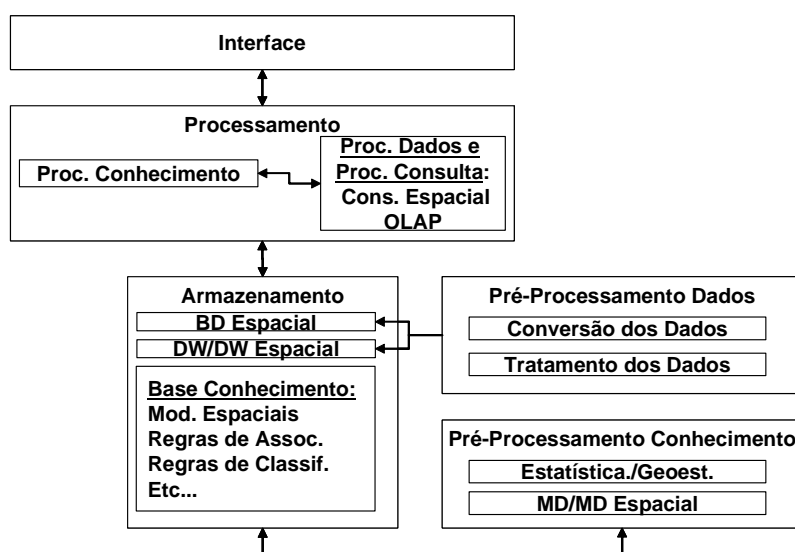 Interface
Processamento
Proc. Conhecimento
Proc. Dados e
Proc. Consulta:
Cons. Espacial
OLAP
Armazenamento
BD Espacial
DW/DW Espacial
Base Conhecimento:
Mod. Espaciais
Regras de Assoc.
Regras de Classif.
Etc...
Pré-Processamento Dados
Conversão dos Dados
Tratamento dos Dados
Pré-Processamento Conhecimento
Estatística./Geoest.
MD/MD Espacial